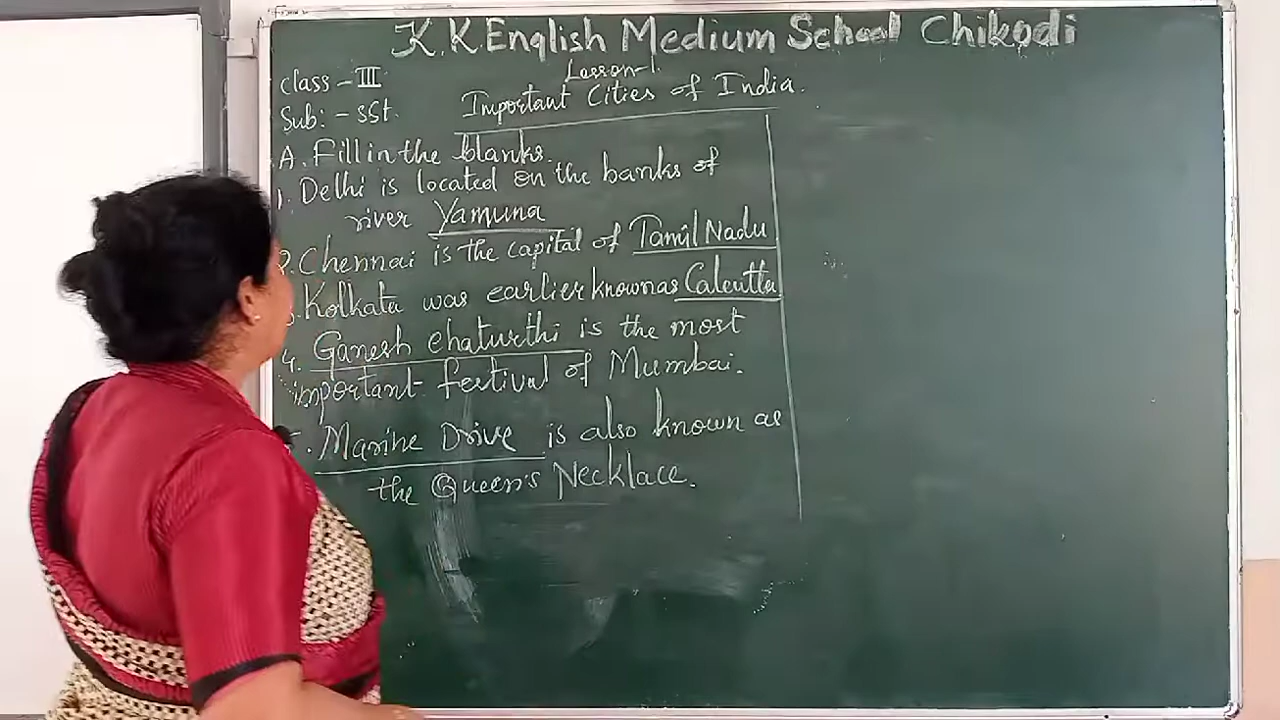 K.K.English Medium School Chikodi
class - III
Lesson-1.
Sub:- SSt.
Important Cities of India.
A. Fill in the blanks.
1. Delhi is located on the banks of
river Yamuna
2. Chennai is the capital of Tamil Nadu
3. Kolkata was earlier known as Calcutta
4. Ganesh chaturthi is the most
important festival of Mumbai.
5. Marine Drive is also known as
the Queen's Necklace.